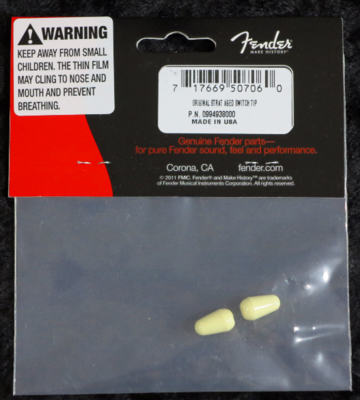 WARNING
KEEP AWAY FROM SMALL
CHILDREN. THE THIN FILM
MAY CLING TO NOSE AND
MOUTH AND PREVENT
BREATHING.
Fender
MAKE HISTORY™
7 17669 50706 0
ORIGINAL STRAT AGED SWITCH TIP
P.N. 0994938000
MADE IN USA
Genuine Fender parts—
for pure Fender sound, feel and performance.
Corona, CA fender.com
© 2011 FMIC. Fender® and Make History™ are trademarks
of Fender Musical Instruments Corporation. All rights reserved.